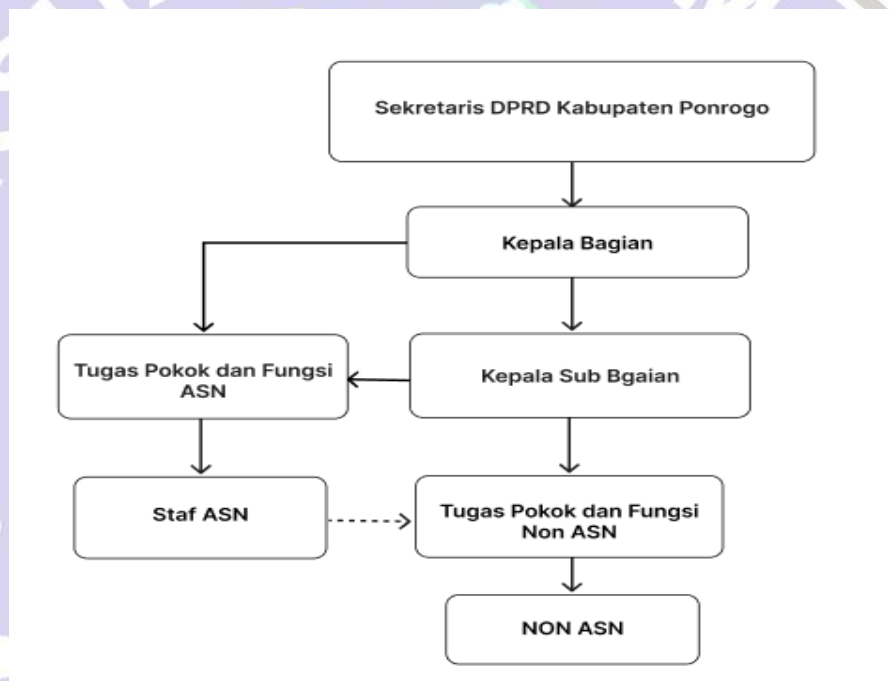 Sekretaris DPRD Kabupaten Ponrogo
Kepala Bagian
Tugas Pokok dan Fungsi
ASN
Kepala Sub Bgaian
Staf ASN
Tugas Pokok dan Fungsi
Non ASN
NON ASN